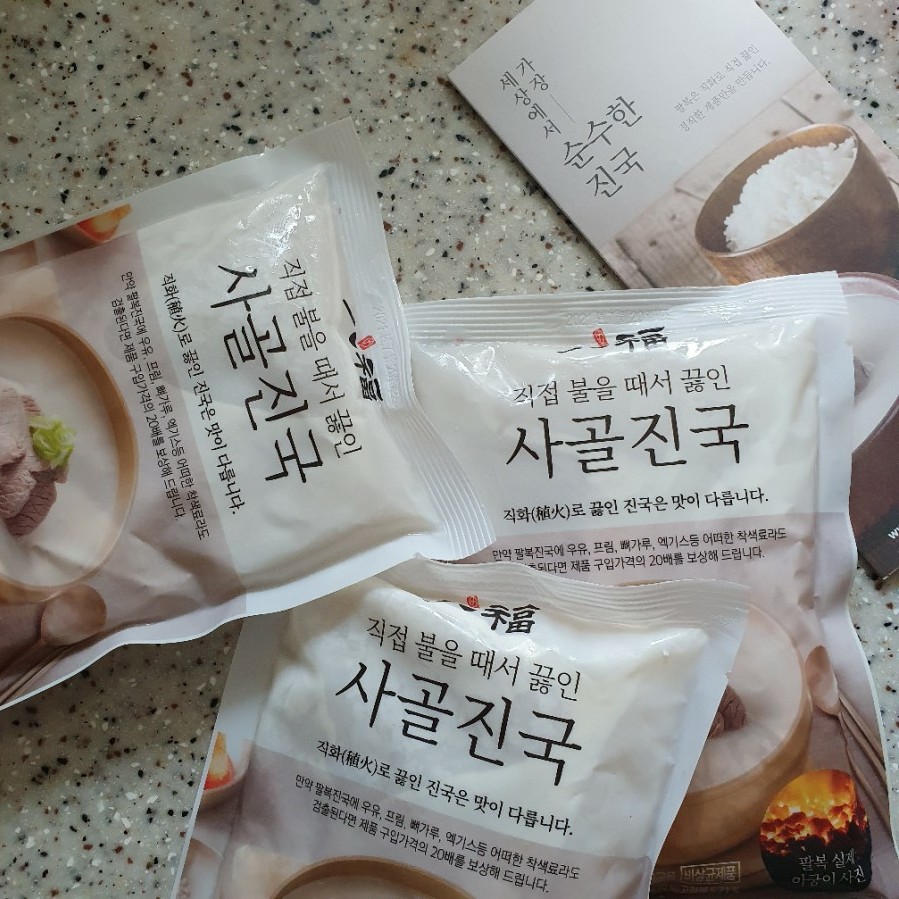 세상에서
가장
순수한
진국
팔복은 직화로 직접 끓인
정직한 제품만을 만듭니다.
직접 불을 때서 끓인
사골진국
직화(稙火)로 끓인 진국은 맛이 다릅니다.
만약 팔복진국에 우유, 프림, 뼈가루, 엑기스등 어떠한 착색료라도
검출된다면 제품 구입가격의 20배를 보상해 드립니다.
福
직접 불을 때서 끓인
사골진국
직화(稙火)로 끓인 진국은 맛이 다릅니다.
만약 팔복진국에 우유, 프림, 뼈가루, 엑기스등 어떠한 착색료라도
검출된다면 제품 구입가격의 20배를 보상해 드립니다.
팔복 실제
아궁이 사진
비살균제품
福
직접 불을 때서 끓인
사골진국
직화(稙火)로 끓인 진국은 맛이 다릅니다.
만약 팔복진국에 우유, 프림, 뼈가루, 엑기스등 어떠한 착색료라도
검출된다면 제품 구입가격의 20배를 보상해 드립니다.